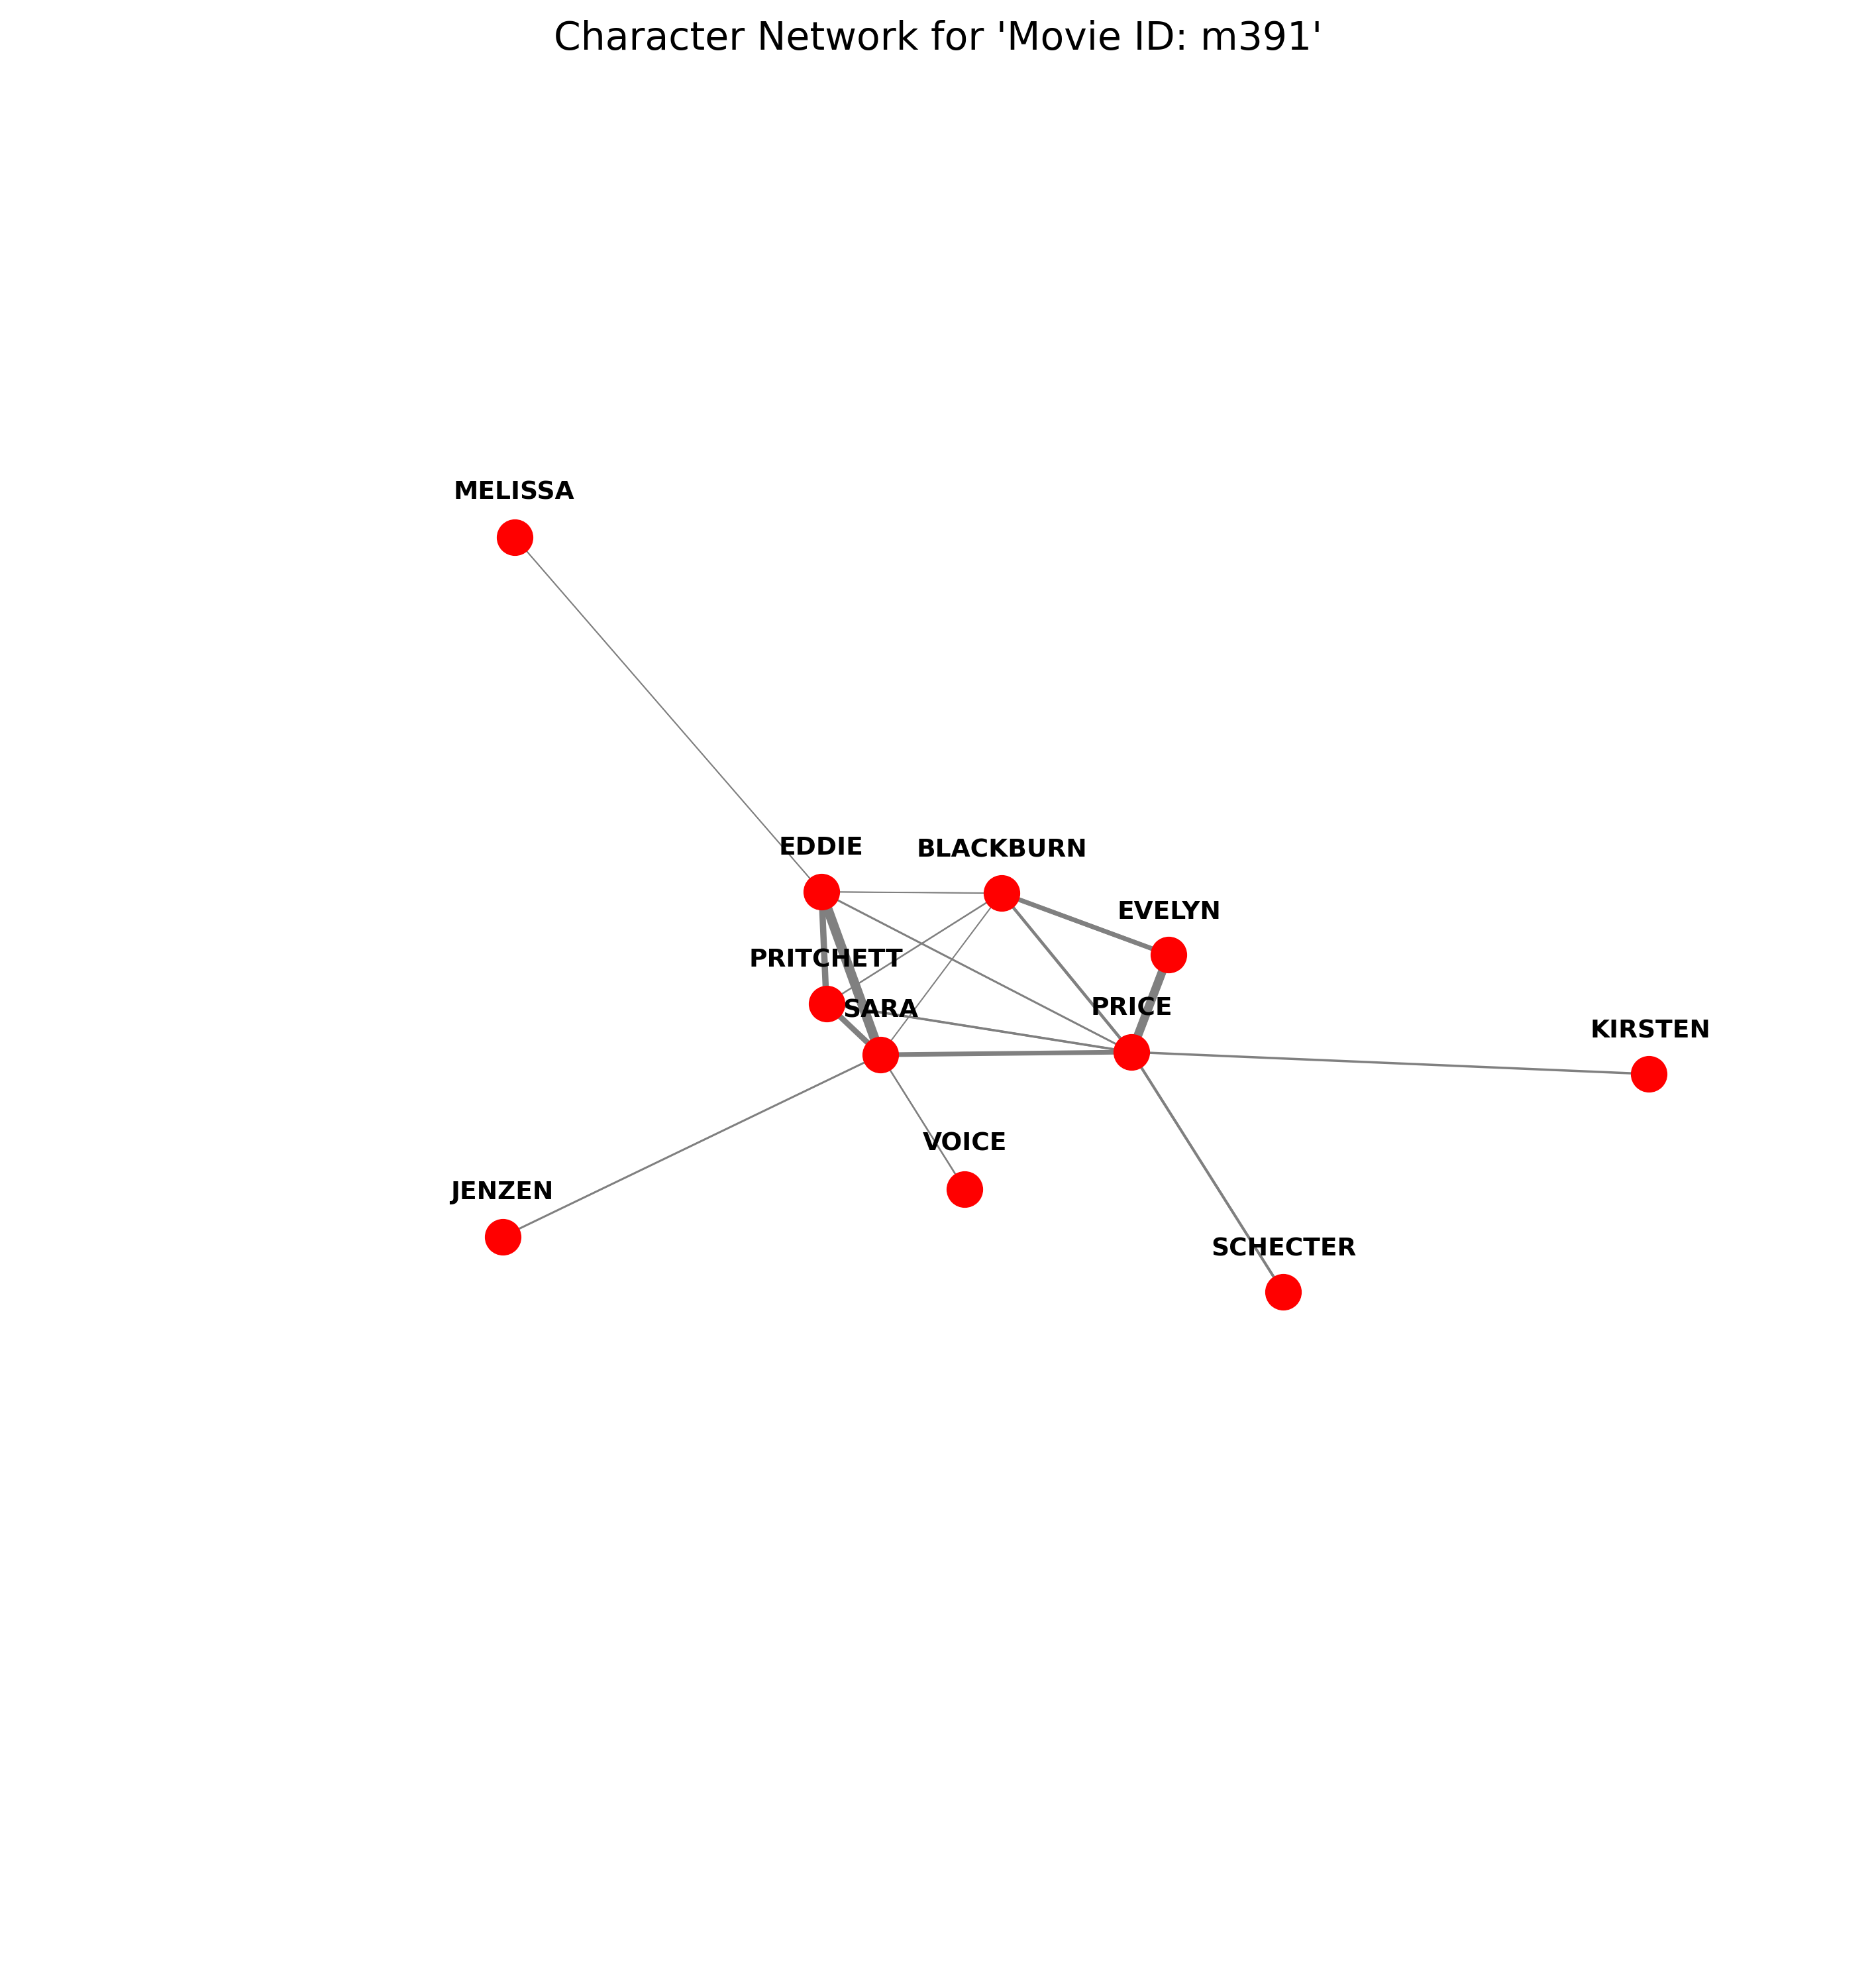 Character Network for 'Movie ID: m391'
MELISSA
EDDIE
BLACKBURN
EVELYN
PRITCHETT
SARA
PRICE
KIRSTEN
VOICE
JENZEN
SCHECTER